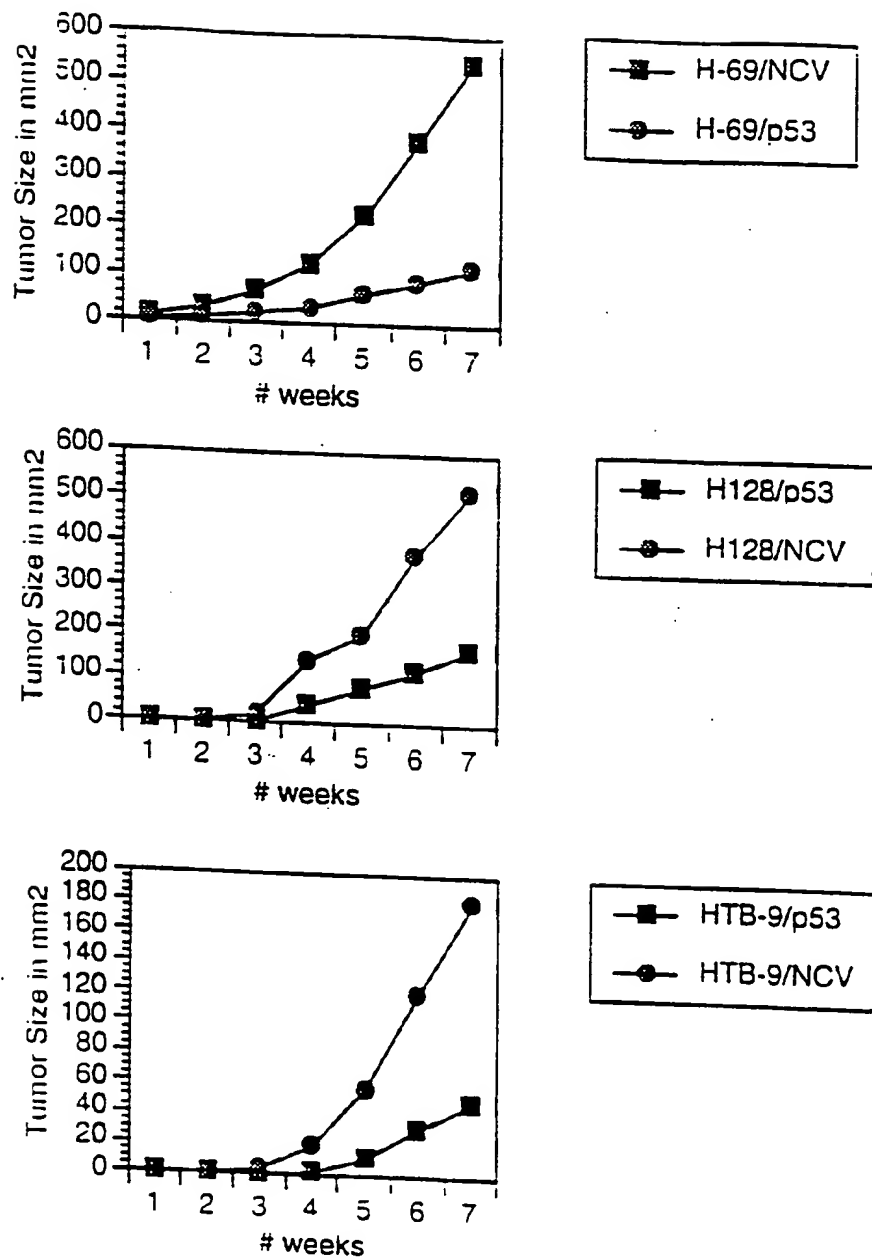 600
500
400
300
200
100
0
Tumor Size in mm2
1 2 3 4 5 6 7
# weeks
H-69/NCV
H-69/p53
600
500
400
300
200
100
0
Tumor Size in mm2
1 2 3 4 5 6 7
# weeks
H128/p53
H128/NCV
200
180
160
140
120
100
80
60
40
20
0
Tumor Size in mm2
1 2 3 4 5 6 7
# weeks
HTB-9/p53
HTB-9/NCV